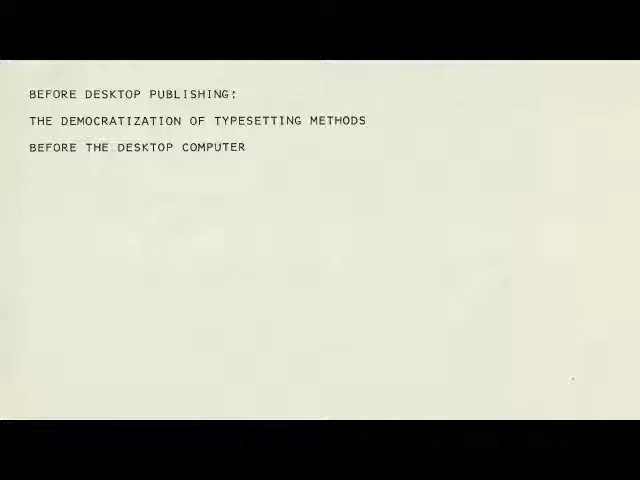 BEFORE DESKTOP PUBLISHING:
THE DEMOCRATIZATION OF TYPESETTING METHODS
BEFORE THE DESKTOP COMPUTER